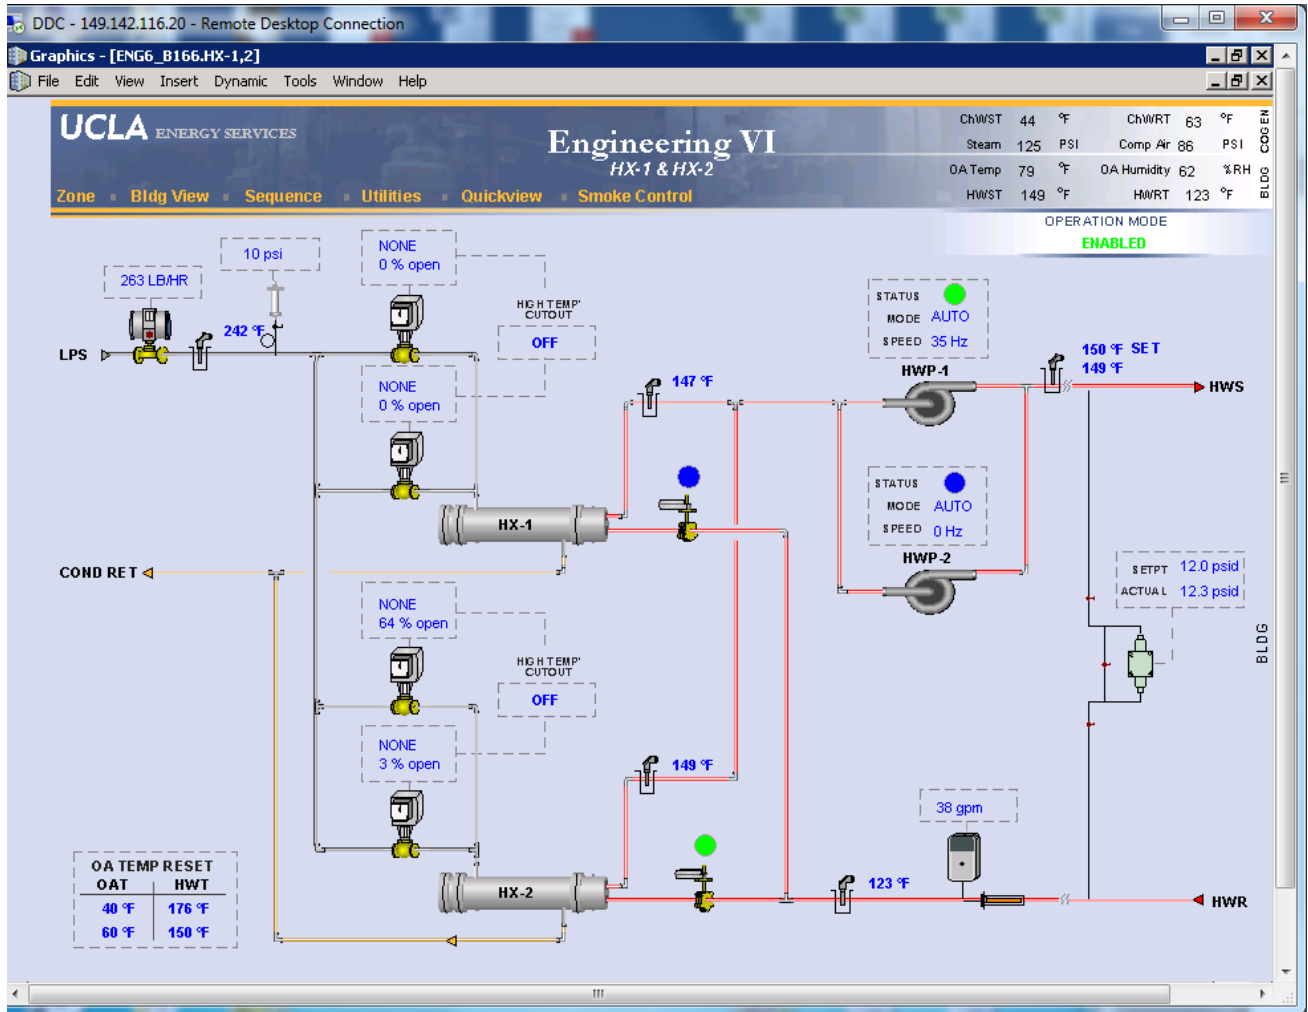 DDC - 149.142.116.20 - Remote Desktop Connection
Graphics - [ENG6_B166.HX-1,2]
File Edit View Insert Dynamic Tools Window Help
UCLA ENERGY SERVICES
Engineering VI
HX-1 & HX-2
Zone Bldg View Sequence Utilities Quickview Smoke Control
ChWST 44 °F ChWRT 63 °F
Steam 125 PSI Comp Air 86 PSI
COGEN
OA Temp 79 °F OA Humidity 62 %RH
HWST 149 °F HWRT 123 °F
BLDG
OPERATION MODE
ENABLED
263 LB/HR
10 psi
NONE
0 % open
242 °F
LPS
HIGH TEMP'
CUTOUT
OFF
NONE
0 % open
STATUS
MODE AUTO
SPEED 35 Hz
HWP-1
150 °F SET
149 °F
HWS
147 °F
HX-1
STATUS
MODE AUTO
SPEED 0 Hz
HWP-2
COND RET
SETPT 12.0 psid
ACTUAL 12.3 psid
BLDG
NONE
64 % open
HIGH TEMP'
CUTOUT
OFF
NONE
3 % open
149 °F
38 gpm
HX-2
123 °F
HWR
OA TEMP RESET
OAT HWT
40 °F 176 °F
60 °F 150 °F